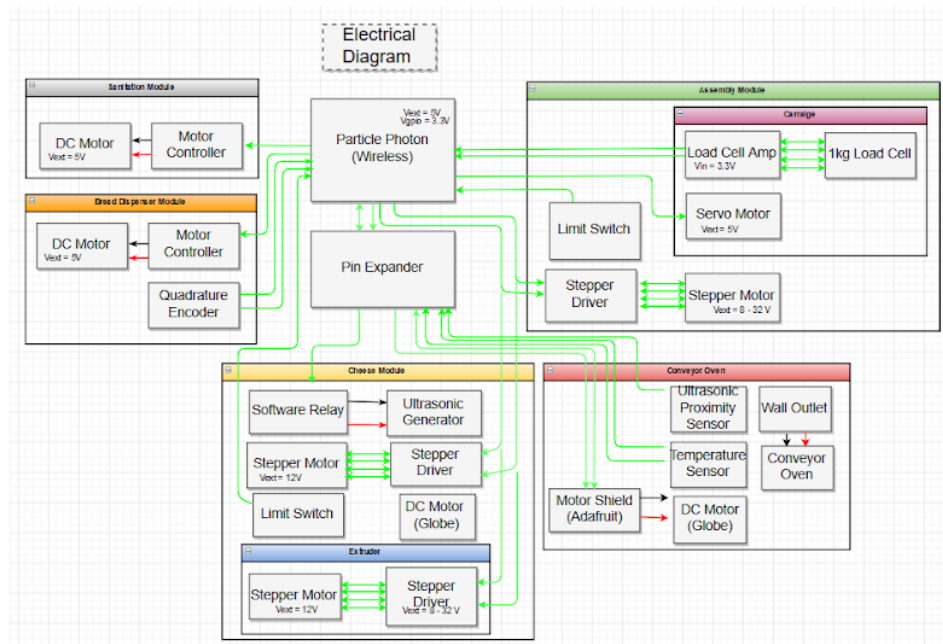 Electrical
Diagram
Sanitation Module
DC Motor
Vext = 5V
Motor
Controller
Bread Dispenser Module
DC Motor
Vext = 5V
Motor
Controller
Quadrature
Encoder
Vext = 5V
Vgpio = 3.3V
Particle Photon
(Wireless)
Pin Expander
Assembly Module
Carraige
Load Cell Amp
Vin = 3.3V
1kg Load Cell
Servo Motor
Vext = 5V
Limit Switch
Stepper
Driver
Stepper Motor
Vext = 8 - 32 V
Cheese Module
Software Relay
Ultrasonic
Generator
Stepper Motor
Vext = 12V
Stepper
Driver
Limit Switch
DC Motor
(Globe)
Extruder
Stepper Motor
Vext = 12V
Stepper
Driver
Vext = 8 - 32 V
Conveyor Oven
Ultrasonic
Proximity
Sensor
Wall Outlet
Temperature
Sensor
Conveyor
Oven
Motor Shield
(Adafruit)
DC Motor
(Globe)